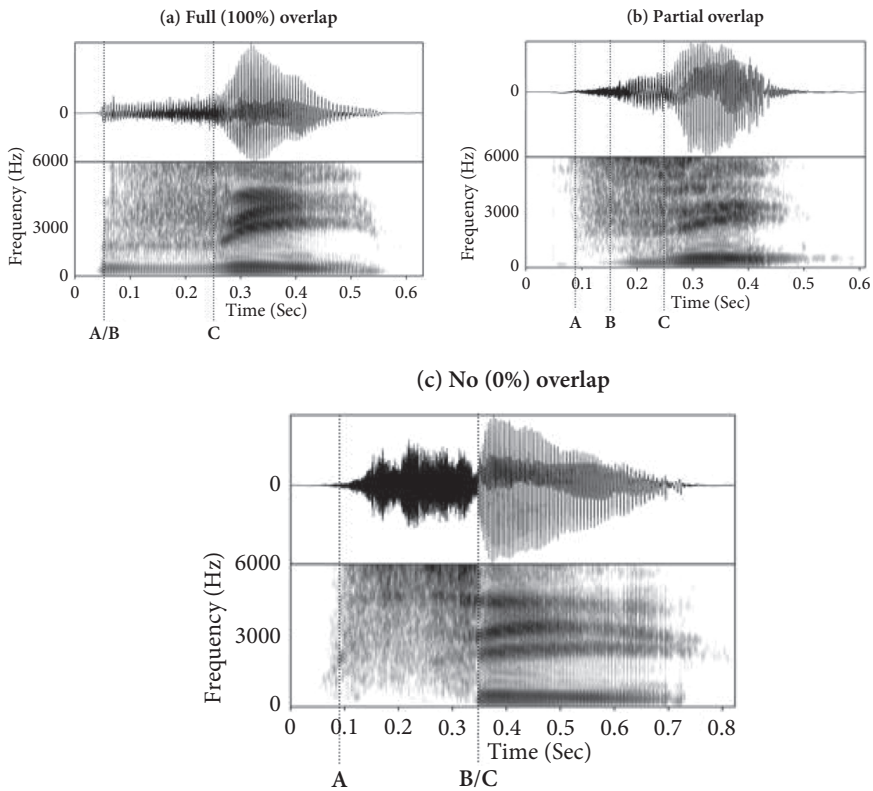 (a) Full (100%) overlap
0
6000
3000
0
Frequency (Hz)
0 0.1 0.2 0.3 0.4 0.5 0.6
Time (Sec)
A/B C
(b) Partial overlap
0
6000
3000
0
Frequency (Hz)
0 0.1 0.2 0.3 0.4 0.5 0.6
Time (Sec)
A B C
(c) No (0%) overlap
0
6000
3000
0
Frequency (Hz)
0 0.1 0.2 0.3 0.4 0.5 0.6 0.7 0.8
Time (Sec)
A B/C